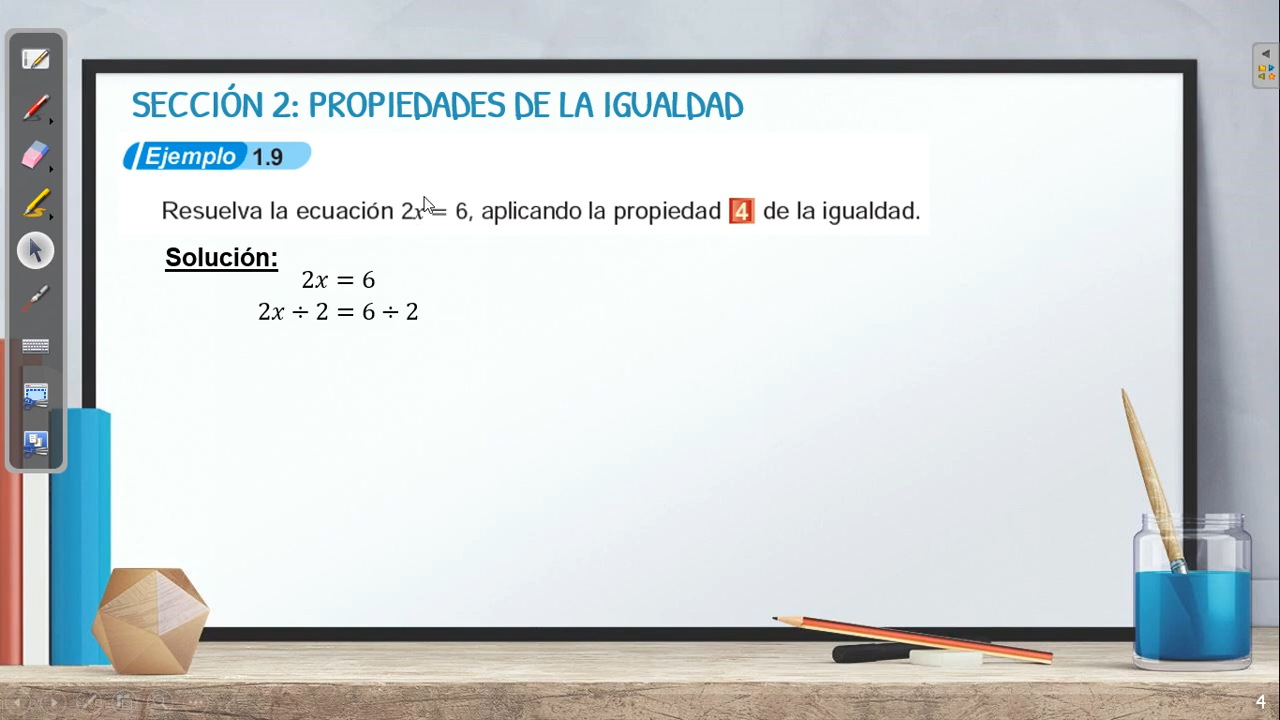 SECCIÓN 2: PROPIEDADES DE LA IGUALDAD
Ejemplo 1.9
Resuelva la ecuación 2x = 6, aplicando la propiedad 4 de la igualdad.
Solución:
2x = 6
2x ÷ 2 = 6 ÷ 2
4